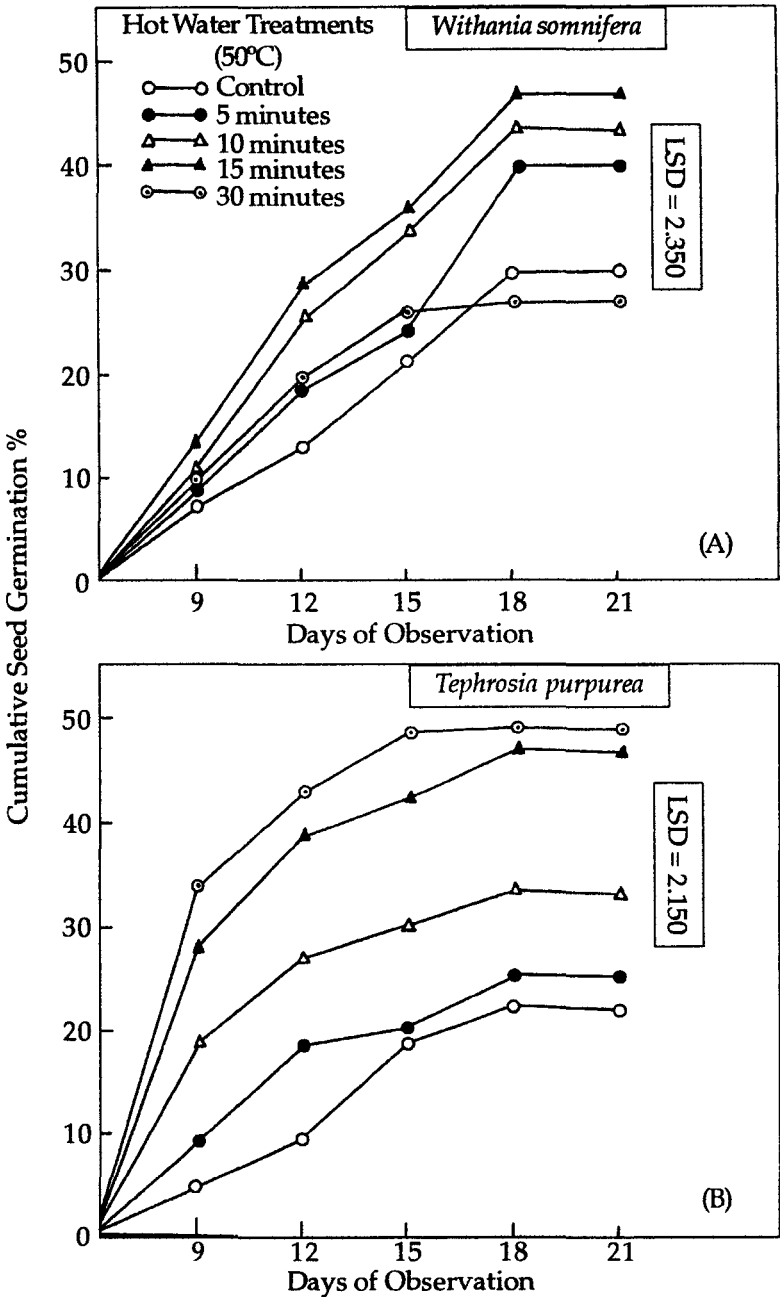 Hot Water Treatments
(50°C)
Control
5 minutes
10 minutes
15 minutes
30 minutes
Withania somnifera
50
40
30
20
10
0
LSD = 2.350
(A)
9 12 15 18 21
Days of Observation
Cumulative Seed Germination %
Tephrosia purpurea
50
40
30
20
10
0
LSD = 2.150
(B)
9 12 15 18 21
Days of Observation